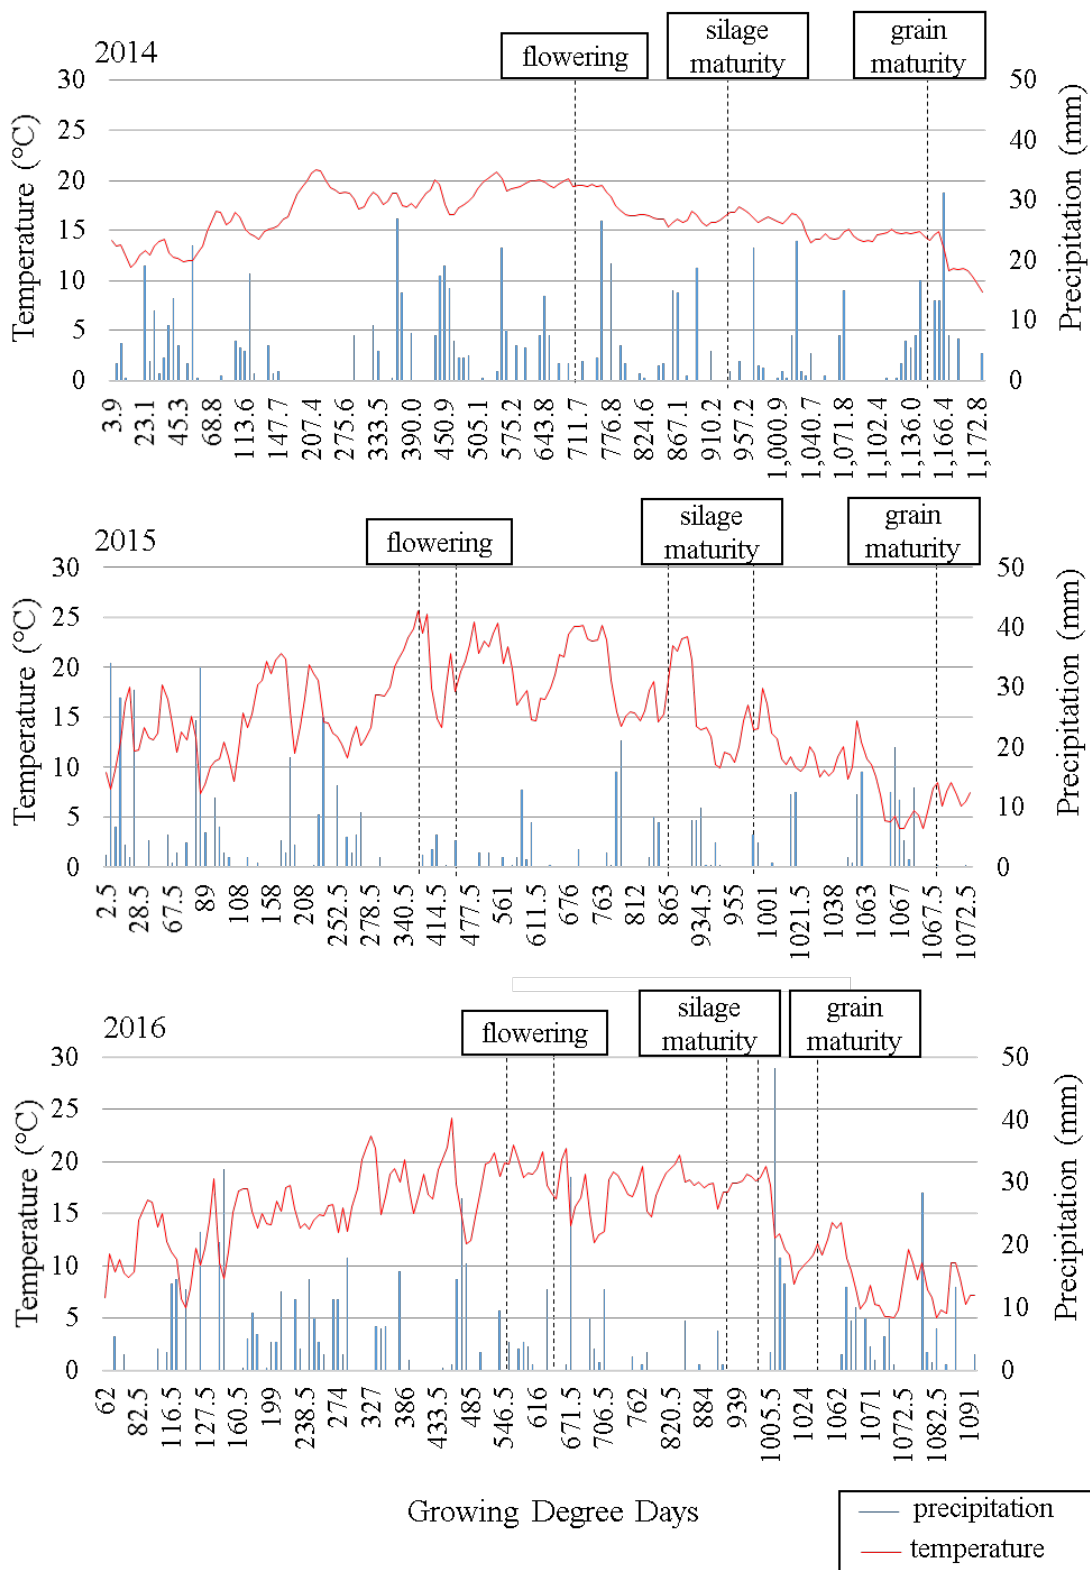 2014
flowering
silage
maturity
grain
maturity
30 25 20 15 10 5 0
Temperature (°C)
50 40 30 20 10 0
Precipitation (mm)
3.9 23.1 45.3 68.8 113.6 147.7 207.4 275.6 333.5 390.0 450.9 505.1 575.2 643.8 711.7 776.8 824.6 867.1 910.2 957.2 1,000.9 1,040.7 1,071.8 1,102.4 1,136.0 1,166.4 1,172.8
2015
flowering
silage
maturity
grain
maturity
30 25 20 15 10 5 0
Temperature (°C)
50 40 30 20 10 0
Precipitation (mm)
2.5 28.5 67.5 89 108 158 208 252.5 278.5 340.5 414.5 477.5 561 611.5 676 763 812 865 934.5 955 1001 1021.5 1038 1063 1067 1067.5 1072.5
2016
flowering
silage
maturity
grain
maturity
30 25 20 15 10 5 0
Temperature (°C)
50 40 30 20 10 0
Precipitation (mm)
62 82.5 116.5 127.5 160.5 199 238.5 274 327 386 433.5 485 546.5 616 671.5 706.5 762 820.5 884 939 1005.5 1024 1062 1071 1072.5 1082.5 1091
Growing Degree Days
precipitation
temperature